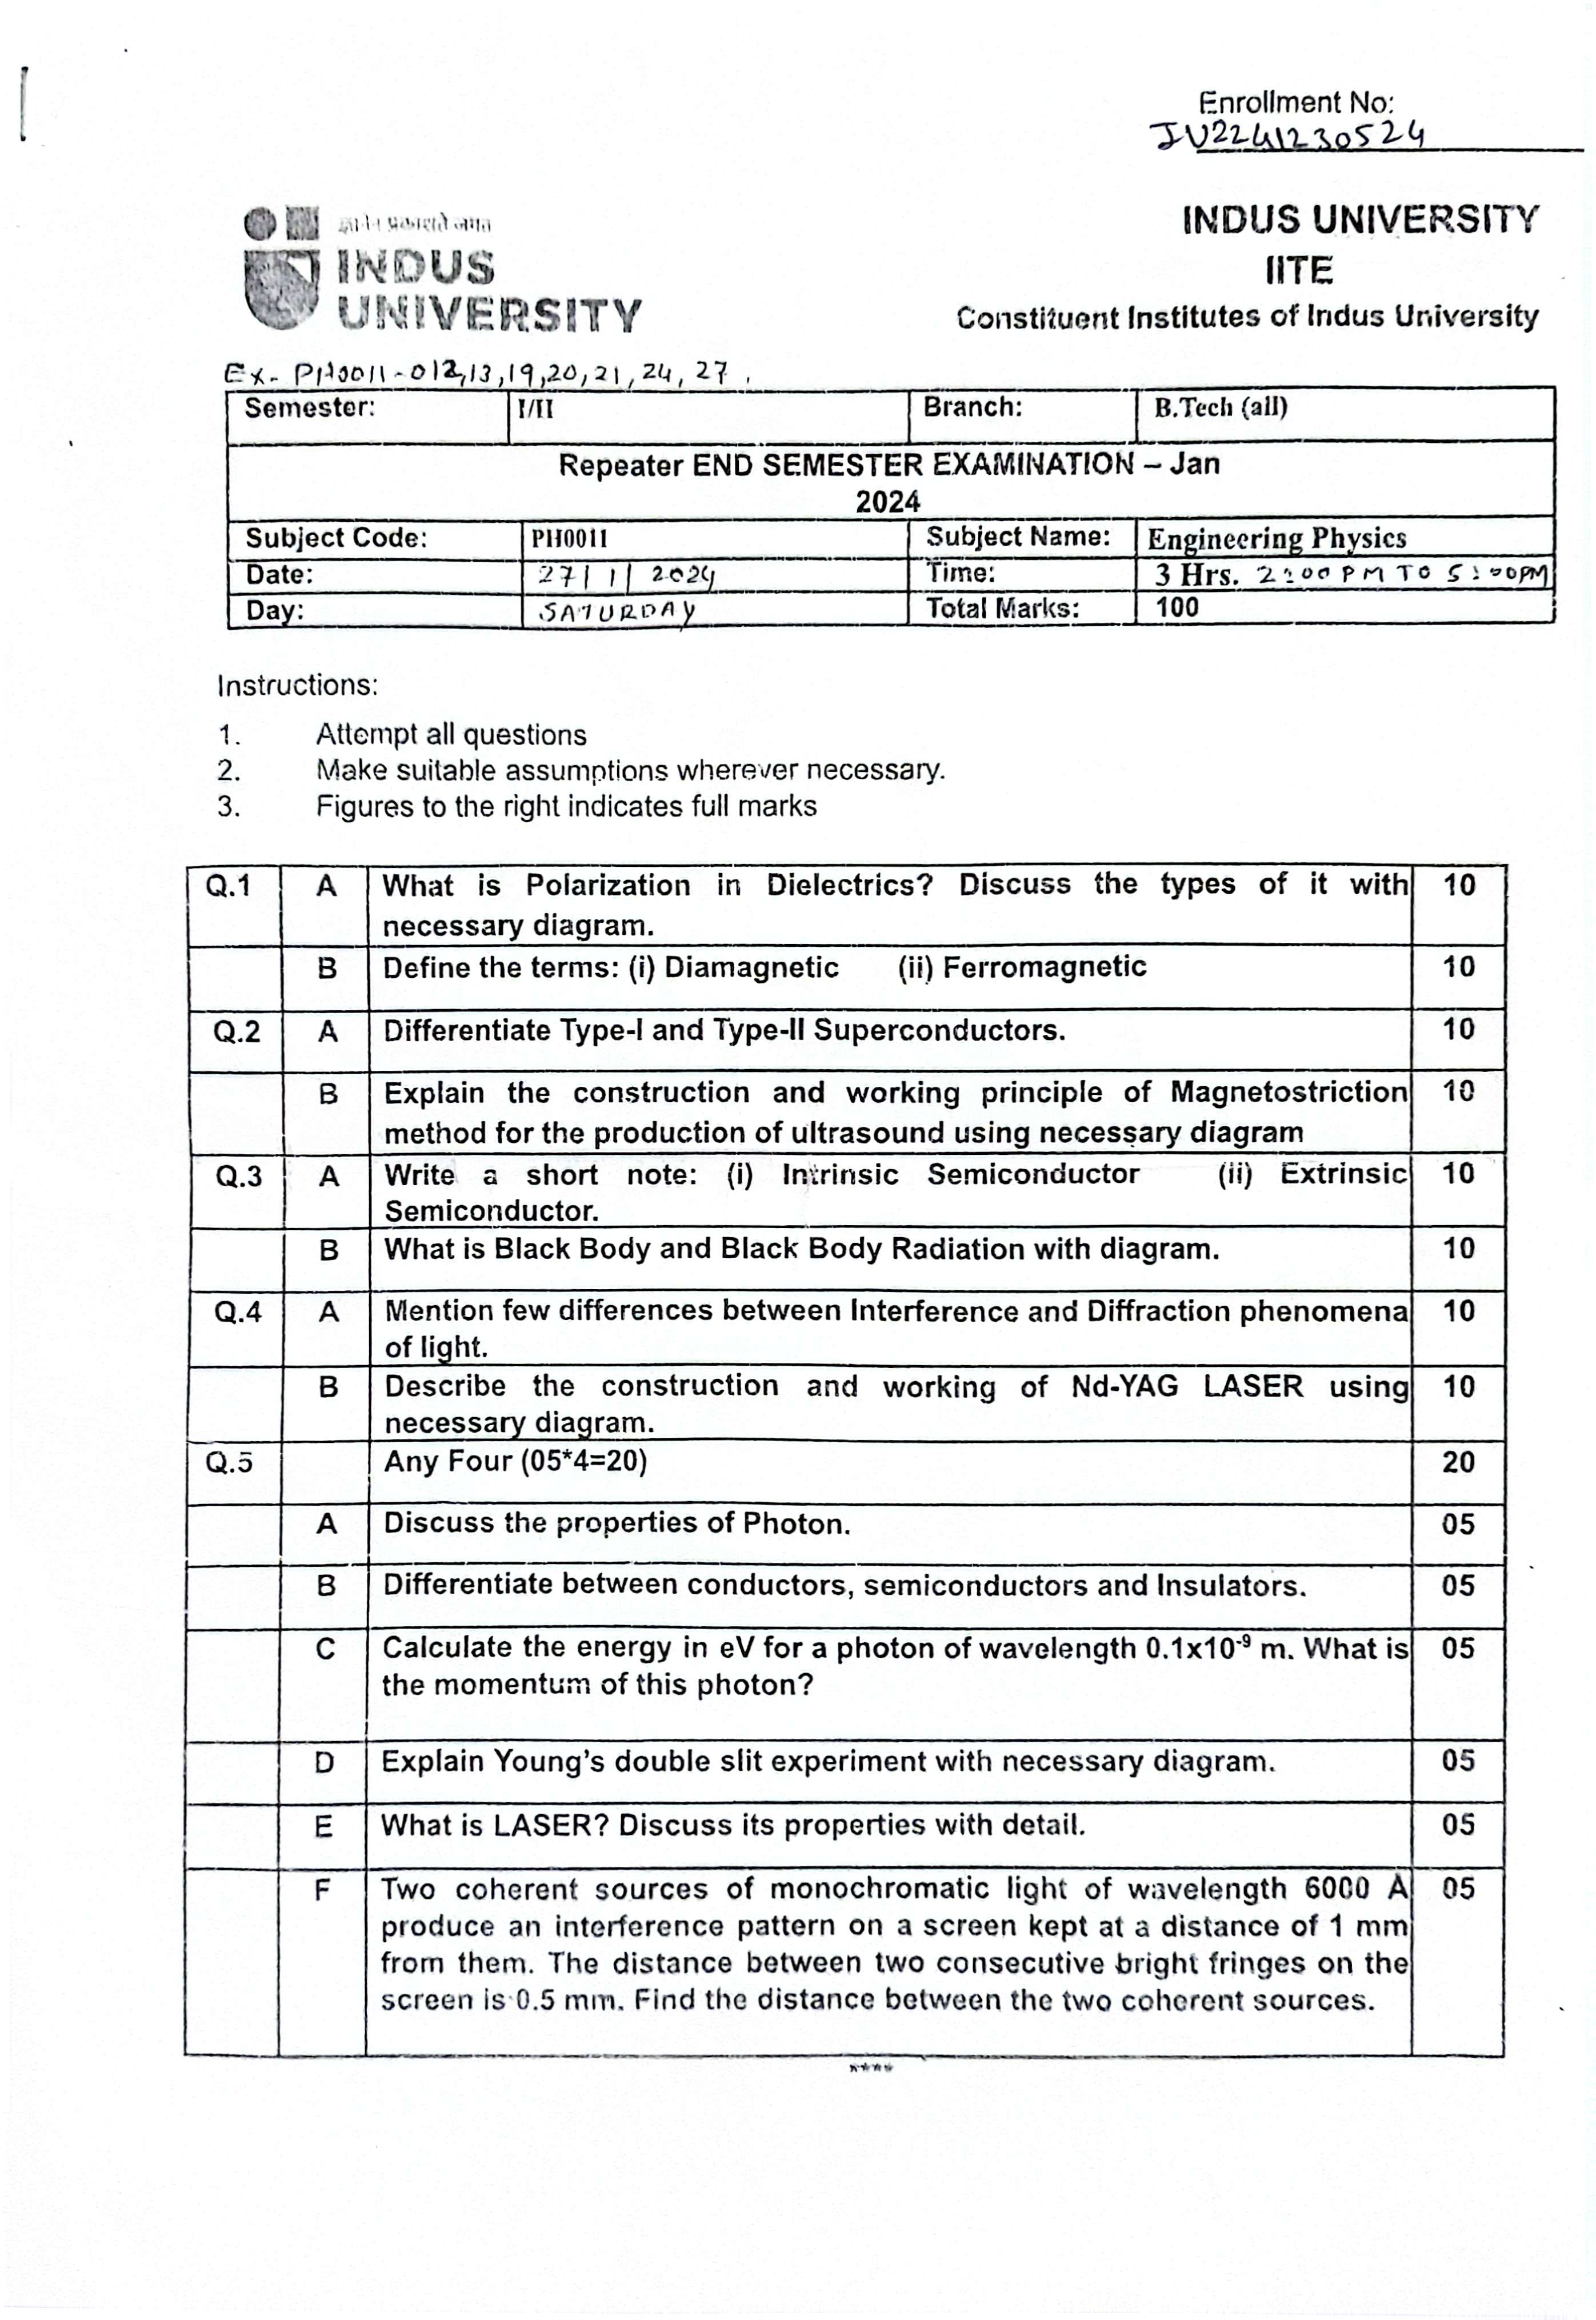 Enrollment No:
IU2241230524
INDUS
UNIVERSITY
INDUS UNIVERSITY
IITE
Constituent Institutes of Indus University
Ex- PH0011-012,13,19,20,21,24,27.
Semester: I/II Branch: B.Tech (all)
Repeater END SEMESTER EXAMINATION – Jan
2024
Subject Code: PH0011 Subject Name: Engineering Physics
Date: 27/1/2024 Time: 3 Hrs. 2:00 PM TO 5:00PM
Day: SATURDAY Total Marks: 100
Instructions:
1. Attempt all questions
2. Make suitable assumptions wherever necessary.
3. Figures to the right indicates full marks
Q.1 A What is Polarization in Dielectrics? Discuss the types of it with 10
necessary diagram.
B Define the terms: (i) Diamagnetic (ii) Ferromagnetic 10
Q.2 A Differentiate Type-I and Type-II Superconductors. 10
B Explain the construction and working principle of Magnetostriction 10
method for the production of ultrasound using necessary diagram
Q.3 A Write a short note: (i) Intrinsic Semiconductor (ii) Extrinsic 10
Semiconductor.
B What is Black Body and Black Body Radiation with diagram. 10
Q.4 A Mention few differences between Interference and Diffraction phenomena 10
of light.
B Describe the construction and working of Nd-YAG LASER using 10
necessary diagram.
Q.5 Any Four (05*4=20) 20
A Discuss the properties of Photon. 05
B Differentiate between conductors, semiconductors and Insulators. 05
C Calculate the energy in eV for a photon of wavelength 0.1x10⁻⁹ m. What is 05
the momentum of this photon?
D Explain Young's double slit experiment with necessary diagram. 05
E What is LASER? Discuss its properties with detail. 05
F Two coherent sources of monochromatic light of wavelength 6000 A 05
produce an interference pattern on a screen kept at a distance of 1 mm
from them. The distance between two consecutive bright fringes on the
screen is 0.5 mm. Find the distance between the two coherent sources.
****